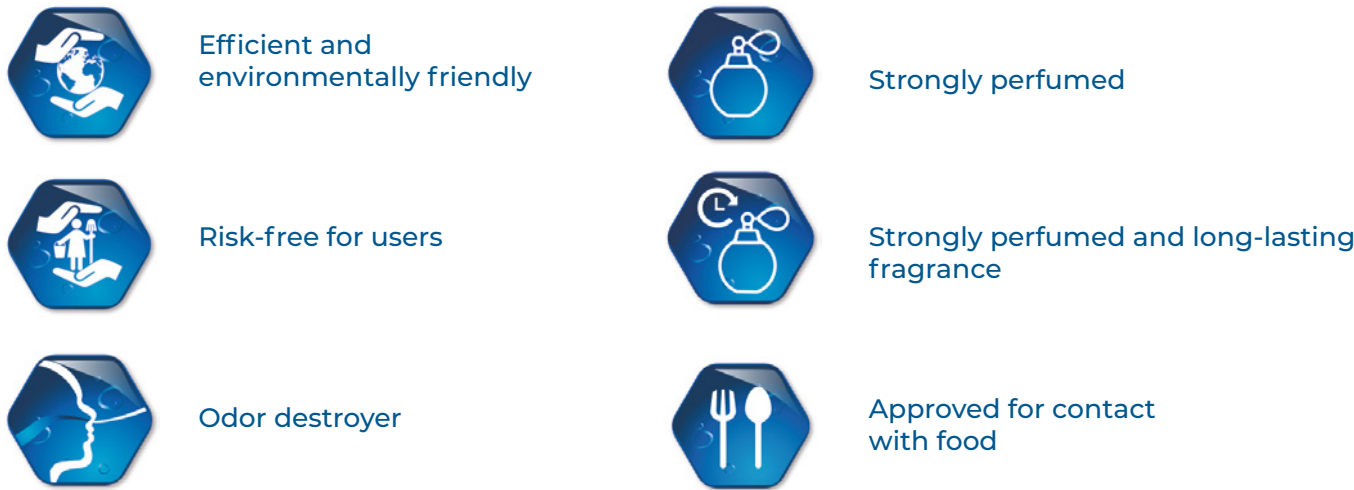 Efficient and
environmentally friendly
Strongly perfumed
Risk-free for users
Strongly perfumed and long-lasting
fragrance
Odor destroyer
Approved for contact
with food